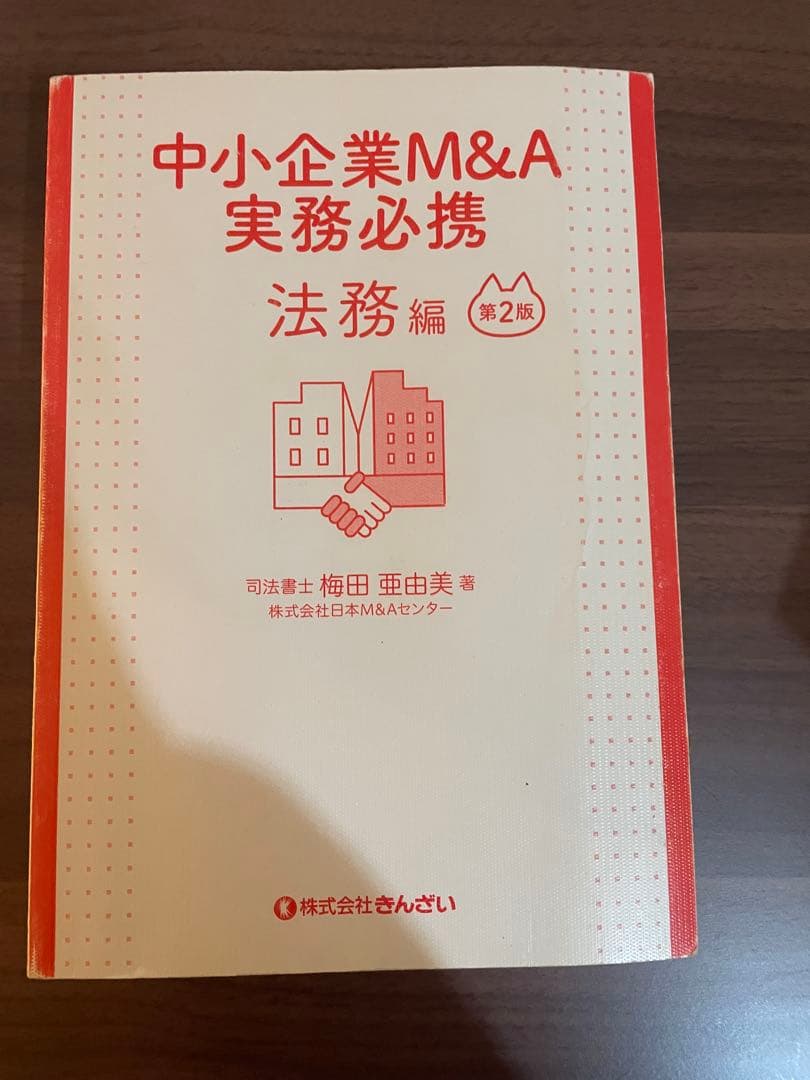 中小企業M&A
実務必携
法務編 第2版
司法書士 梅田 亜由美 著
株式会社日本M&Aセンター
株式会社きんざい